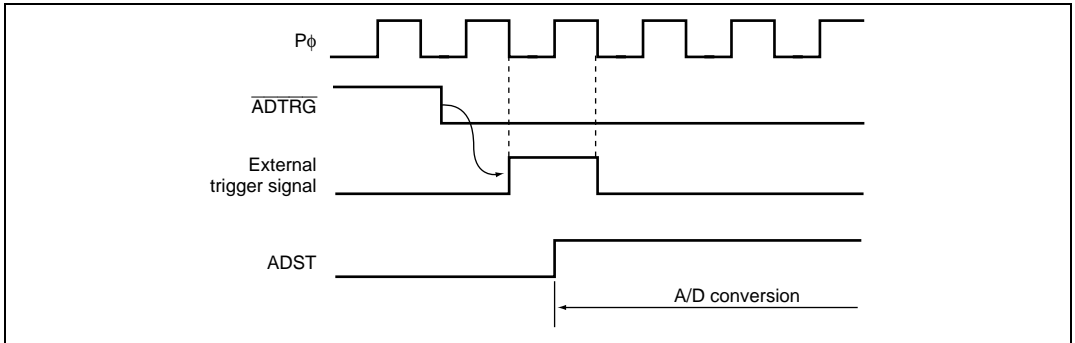 Pϕ
ADTRG
External
trigger signal
ADST
A/D conversion